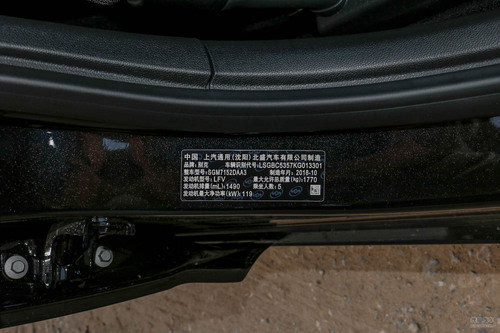 中国 上汽通用(沈阳)北盛汽车有限公司制造
品牌:别克 车辆识别代号:LSGBC5357KG013301
整车型号:SGM7152DAA3 制造年月:2018-10
发动机型号:LFV 最大允许总质量(kg):1770
发动机排量(mL):1490 乘坐人数:5
发动机最大净功率(kW):119